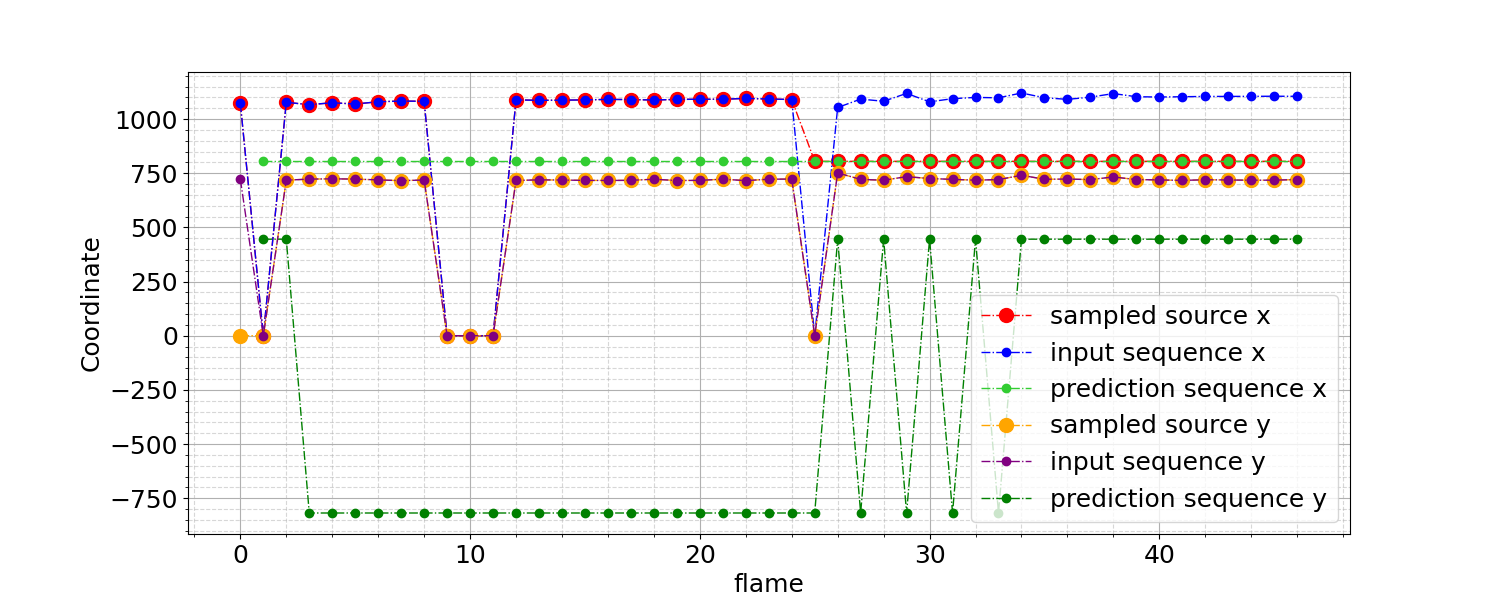 1000
750
500
250
0
−250
−500
−750
Coordinate
0 10 20 30 40
flame
sampled source x
input sequence x
prediction sequence x
sampled source y
input sequence y
prediction sequence y